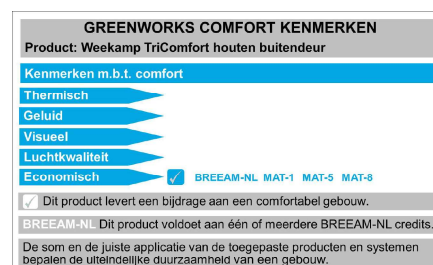 GREENWORKS COMFORT KENMERKEN
Product: Weekamp TriComfort houten buitendeur
Kenmerken m.b.t. comfort
Thermisch
Geluid
Visueel
Luchtkwaliteit
Economisch BREEAM-NL MAT-1 MAT-5 MAT-8
Dit product levert een bijdrage aan een comfortabel gebouw.
BREEAM-NL Dit product voldoet aan één of meerdere BREEAM-NL credits.
De som en de juiste applicatie van de toegepaste producten en systemen
bepalen de uiteindelijke duurzaamheid van een gebouw.